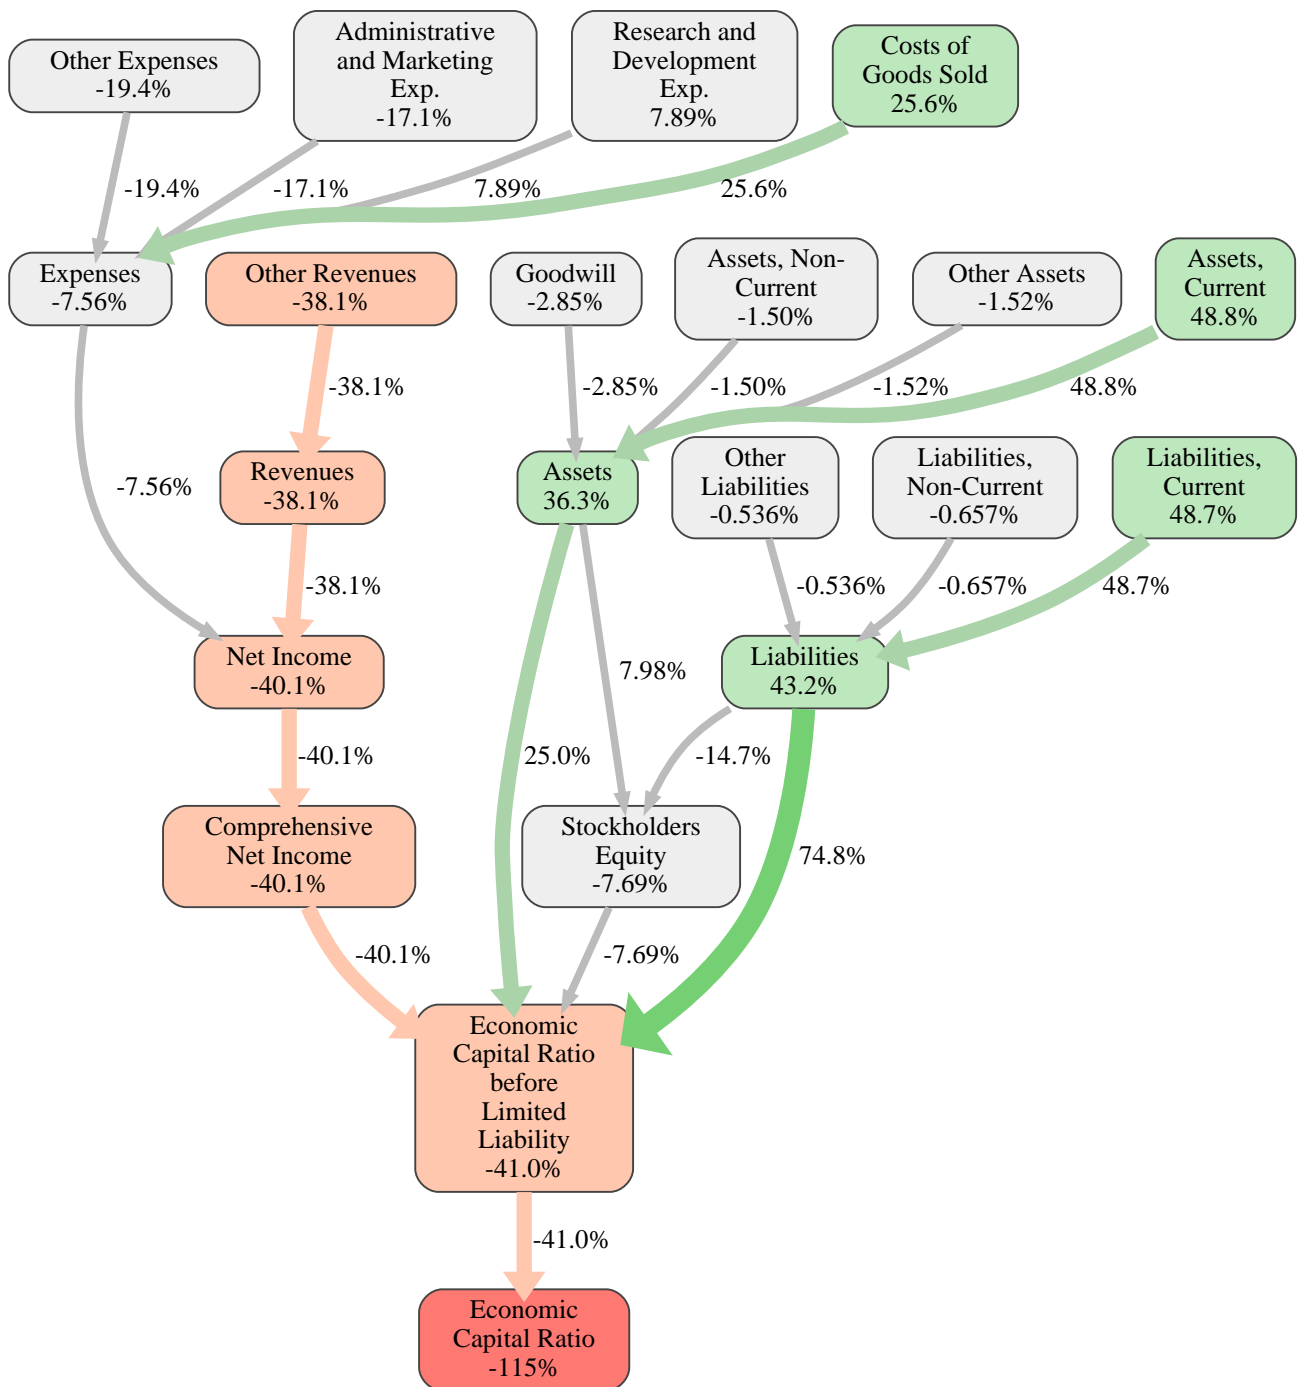 Other Expenses
-19.4%
Administrative
and Marketing
Exp.
-17.1%
Research and
Development
Exp.
7.89%
Costs of
Goods Sold
25.6%
-19.4%
-17.1%
7.89%
25.6%
Expenses
-7.56%
Other Revenues
-38.1%
Goodwill
-2.85%
Assets, Non-
Current
-1.50%
Other Assets
-1.52%
Assets,
Current
48.8%
-38.1%
-2.85%
-1.50%
-1.52%
48.8%
Revenues
-38.1%
Assets
36.3%
Other
Liabilities
-0.536%
Liabilities,
Non-Current
-0.657%
Liabilities,
Current
48.7%
-7.56%
-38.1%
-0.536%
-0.657%
48.7%
Net Income
-40.1%
7.98%
Liabilities
43.2%
-40.1%
25.0%
-14.7%
Comprehensive
Net Income
-40.1%
Stockholders
Equity
-7.69%
74.8%
-40.1%
-7.69%
Economic
Capital Ratio
before
Limited
Liability
-41.0%
-41.0%
Economic
Capital Ratio
-115%